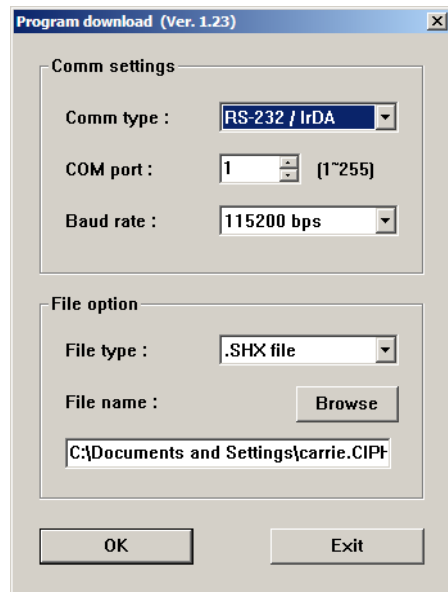 Program download (Ver. 1.23)
Comm settings
Comm type : RS-232 / IrDA
COM port : 1 (1~255)
Baud rate : 115200 bps
File option
File type : .SHX file
File name : Browse
C:\Documents and Settings\carrie.CIPH
OK Exit